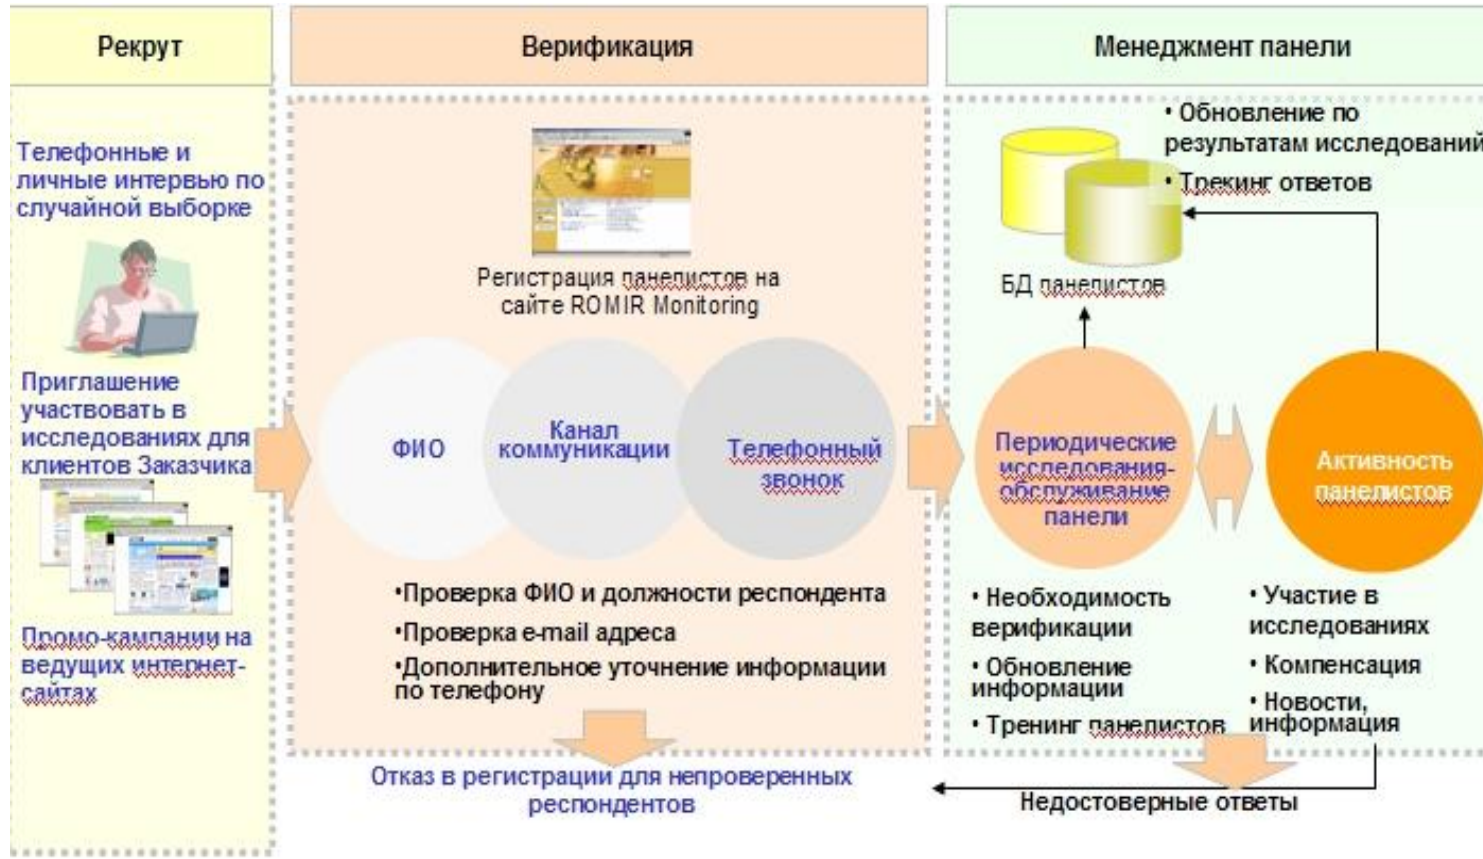 Рекрут
Верификация
Менеджмент панели
Телефонные и
личные интервью по
случайной выборке
Приглашение
участвовать в
исследованиях для
клиентов Заказчика
Промо-кампании на
ведущих интернет-
сайтах
Регистрация панелистов на
сайте ROMIR Monitoring
ФИО
Канал
коммуникации
Телефонный
звонок
•Проверка ФИО и должности респондента
•Проверка e-mail адреса
•Дополнительное уточнение информации
по телефону
Отказ в регистрации для непроверенных
респондентов
• Обновление по
результатам исследований
• Трекинг ответов
БД панелистов
Периодические
исследования-
обслуживание
панели
Активность
панелистов
• Необходимость
верификации
• Обновление
информации
• Тренинг панелистов
• Участие в
исследованиях
• Компенсация
• Новости,
информация
Недостоверные ответы